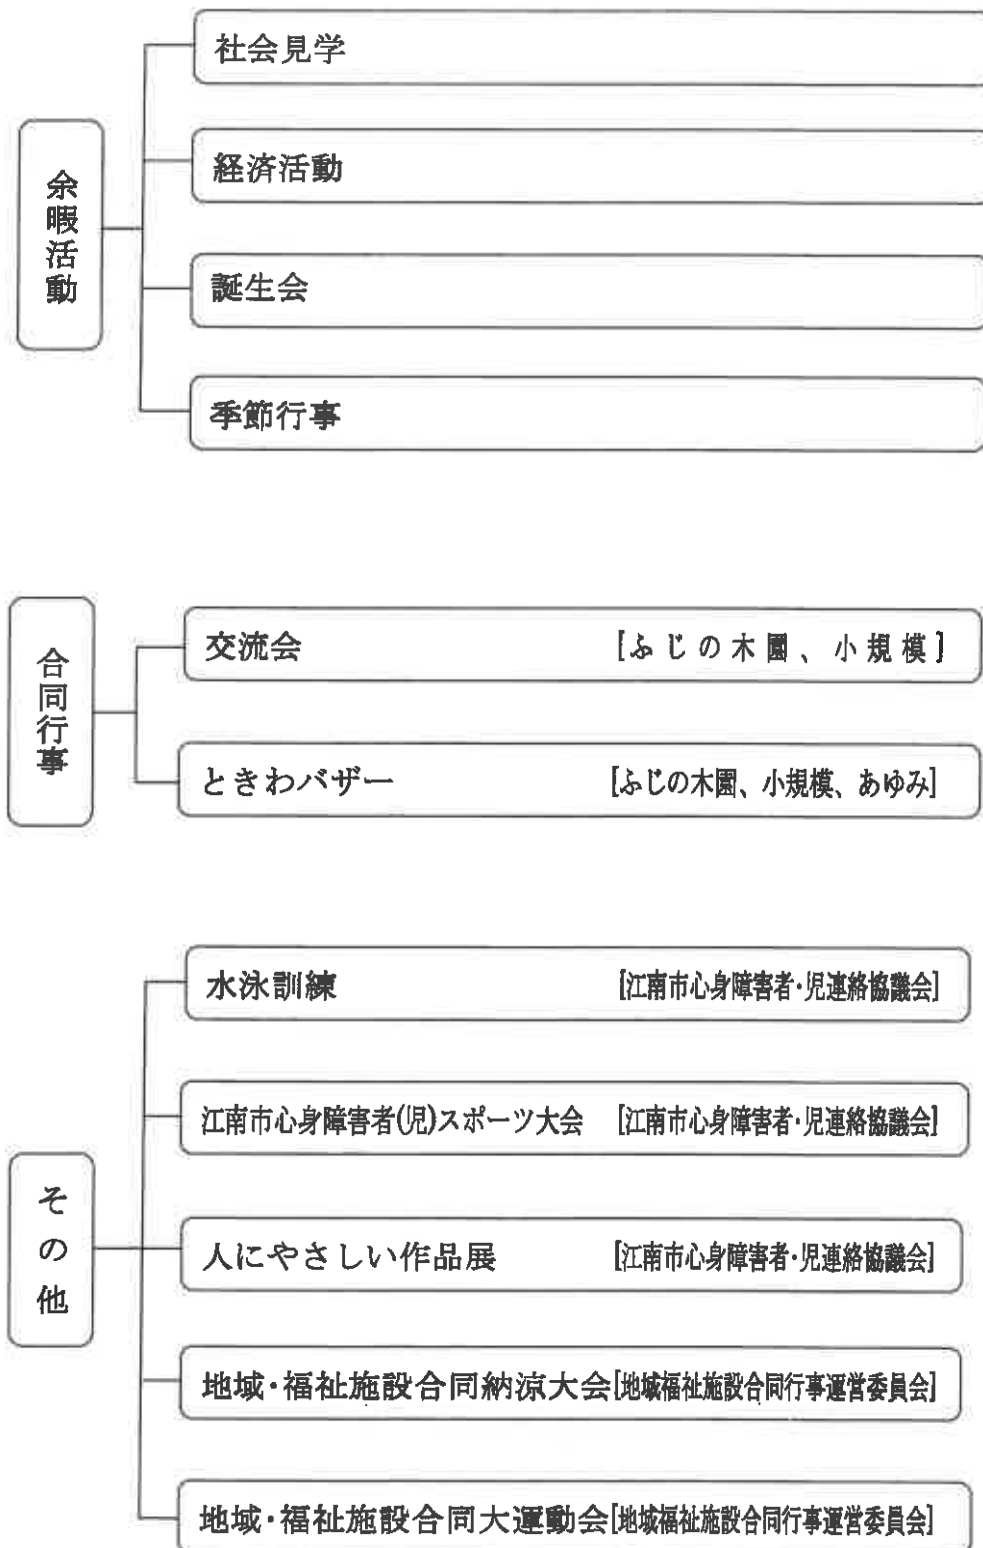 余暇活動
社会見学
経済活動
誕生会
季節行事
合同行事
交流会 [ふじの木園、小規模]
ときわバザー [ふじの木園、小規模、あゆみ]
その他
水泳訓練 [江南市心身障害者・児連絡協議会]
江南市心身障害者(児)スポーツ大会 [江南市心身障害者・児連絡協議会]
人にやさしい作品展 [江南市心身障害者・児連絡協議会]
地域・福祉施設合同納涼大会[地域福祉施設合同行事運営委員会]
地域・福祉施設合同大運動会[地域福祉施設合同行事運営委員会]